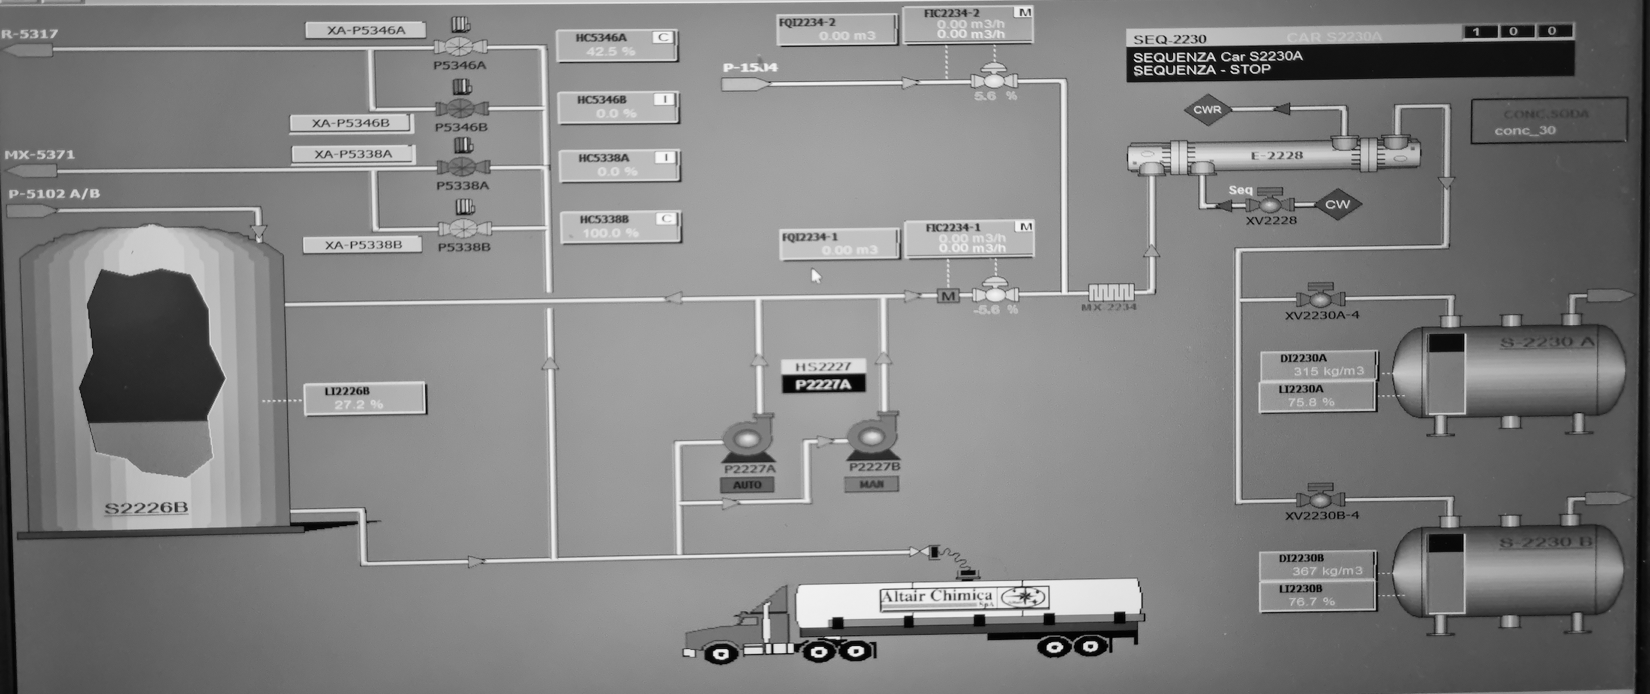 R-5317
XA-P5346A
P5346A
HC5346A C
42.5 %
XA-P5346B
P5346B
HC5346B I
0.0 %
MX-5371
XA-P5338A
P5338A
HC5338A I
0.0 %
P-5102 A/B
XA-P5338B
P5338B
HC5338B C
100.0 %
FQI2234-2
0.00 m3
FIC2234-2 M
0.00 m3/h
0.00 m3/h
5.6 %
SEQ-2230 CAR S2230A 1 0 0
SEQUENZA Car S2230A
SEQUENZA - STOP
CWR
E-2228
CONC.SODA
conc_30
Seq
XV2228
CW
FQI2234-1
0.00 m3
FIC2234-1 M
0.00 m3/h
0.00 m3/h
M
-5.6 %
MX-2234
XV2230A-4
S-2230 A
DI2230A
315 kg/m3
LI2230A
75.8 %
LI2226B
27.2 %
HS2227
P2227A
P2227A
AUTO
P2227B
MAN
S2226B
XV2230B-4
S-2230 B
DI2230B
367 kg/m3
LI2230B
76.7 %
Altair Chimica